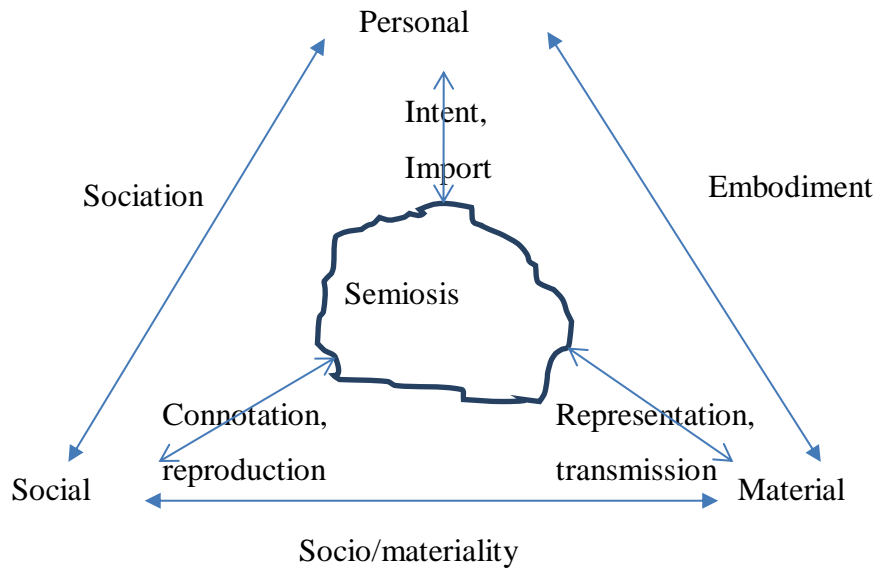 Personal
Intent,
Import
Sociation
Embodiment
Semiosis
Connotation,
reproduction
Representation,
transmission
Social
Material
Socio/materiality